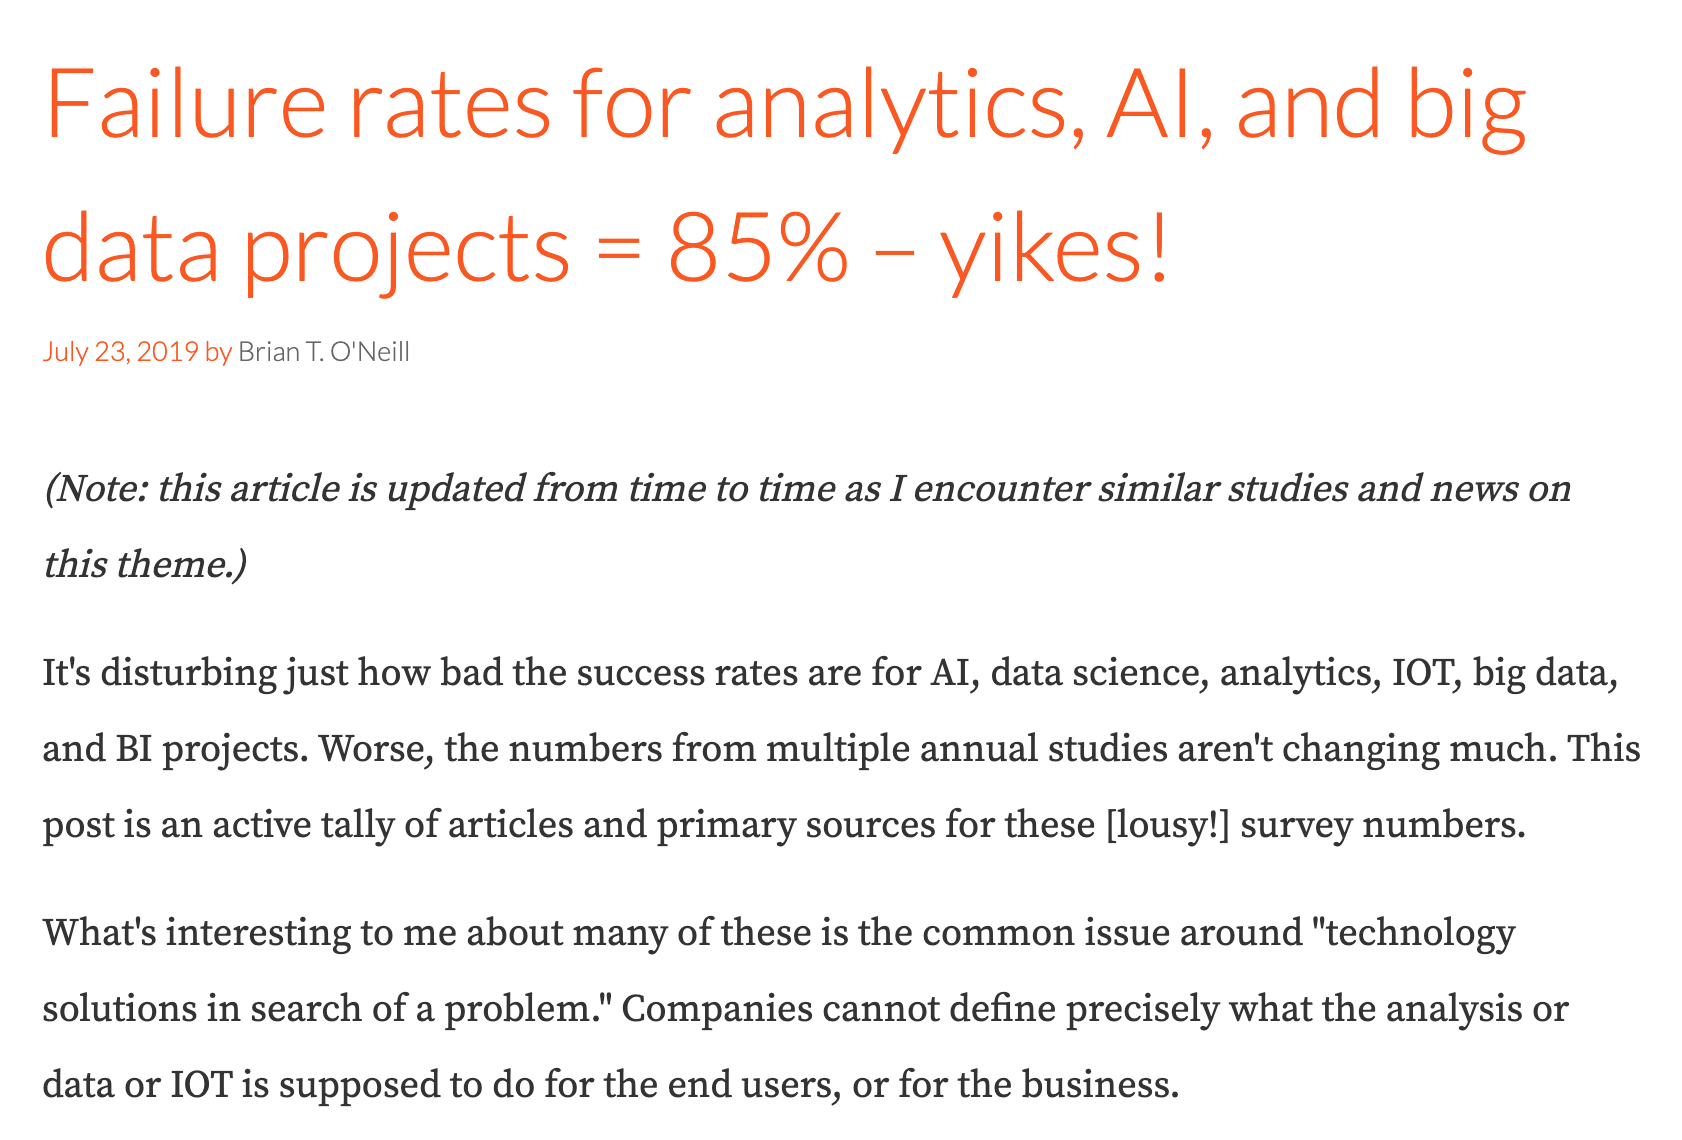 Failure rates for analytics, AI, and big
data projects = 85% – yikes!
July 23, 2019 by Brian T. O'Neill
(Note: this article is updated from time to time as I encounter similar studies and news on
this theme.)
It's disturbing just how bad the success rates are for AI, data science, analytics, IOT, big data,
and BI projects. Worse, the numbers from multiple annual studies aren't changing much. This
post is an active tally of articles and primary sources for these [lousy!] survey numbers.
What's interesting to me about many of these is the common issue around "technology
solutions in search of a problem." Companies cannot define precisely what the analysis or
data or IOT is supposed to do for the end users, or for the business.